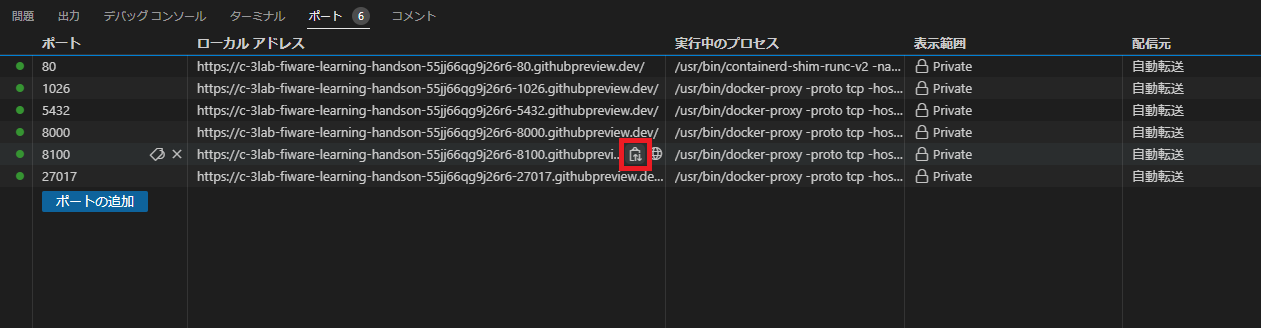 問題 出力 デバッグ コンソール ターミナル ポート 6 コメント
ポート ローカル アドレス 実行中のプロセス 表示範囲 配信元
80 https://c-3lab-fiware-learning-handson-55jj66qg9j26r6-80.githubpreview.dev/ /usr/bin/containerd-shim-runc-v2 -na... Private 自動転送
1026 https://c-3lab-fiware-learning-handson-55jj66qg9j26r6-1026.githubpreview.dev/ /usr/bin/docker-proxy -proto tcp -hos... Private 自動転送
5432 https://c-3lab-fiware-learning-handson-55jj66qg9j26r6-5432.githubpreview.dev/ /usr/bin/docker-proxy -proto tcp -hos... Private 自動転送
8000 https://c-3lab-fiware-learning-handson-55jj66qg9j26r6-8000.githubpreview.dev/ /usr/bin/docker-proxy -proto tcp -hos... Private 自動転送
8100 https://c-3lab-fiware-learning-handson-55jj66qg9j26r6-8100.githubprevi... /usr/bin/docker-proxy -proto tcp -hos... Private 自動転送
27017 https://c-3lab-fiware-learning-handson-55jj66qg9j26r6-27017.githubpreview.de... /usr/bin/docker-proxy -proto tcp -hos... Private 自動転送
ポートの追加